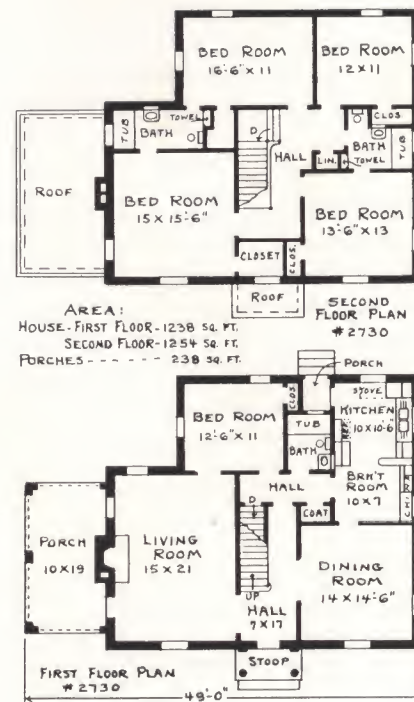 BED ROOM
16'-6" X 11
BED ROOM
12 X 11
TOWEL
CLOS.
TUB
BATH
D
HALL
BATH
TUB
LIN.
TOWEL
ROOF
BED ROOM
15 X 15'-6"
BED ROOM
13'-6" X 13
CLOSET
CLOS.
ROOF
SECOND
FLOOR PLAN
#2730
AREA:
HOUSE - FIRST FLOOR - 1238 SQ. FT.
SECOND FLOOR - 1254 SQ. FT.
PORCHES - - - - - - 238 SQ. FT.
PORCH
STOVE
BED ROOM
12'-6" X 11
CLOS.
TUB
BATH
KITCHEN
10 X 10'-6"
REF.
BRK'T
ROOM
10 X 7
HALL
D
COAT
PORCH
10 X 19
LIVING
ROOM
15 X 21
UP
HALL
7 X 17
DINING
ROOM
14 X 14'-6"
STOOP
FIRST FLOOR PLAN
#2730
49'-0"